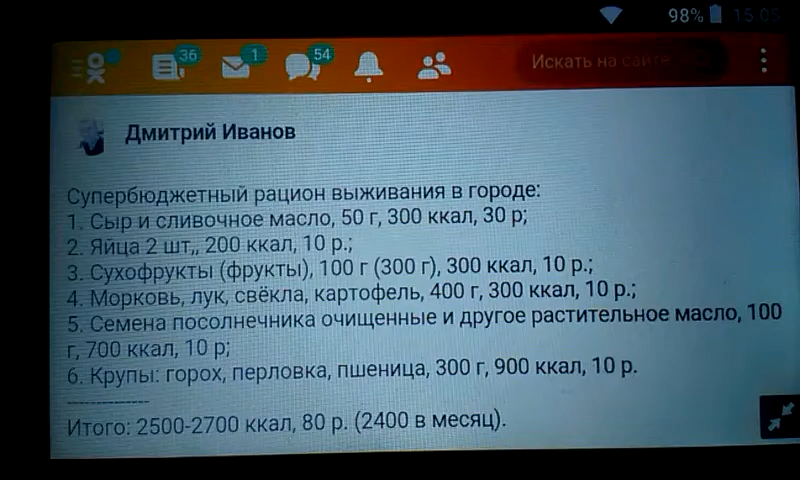 98% 15:05
36 1 54 Искать на сайте
Дмитрий Иванов
Супербюджетный рацион выживания в городе:
1. Сыр и сливочное масло, 50 г, 300 ккал, 30 р;
2. Яйца 2 шт,, 200 ккал, 10 р.;
3. Сухофрукты (фрукты), 100 г (300 г), 300 ккал, 10 р.;
4. Морковь, лук, свёкла, картофель, 400 г, 300 ккал, 10 р.;
5. Семена посолнечника очищенные и другое растительное масло, 100
г, 700 ккал, 10 р;
6. Крупы: горох, перловка, пшеница, 300 г, 900 ккал, 10 р.
--------------
Итого: 2500-2700 ккал, 80 р. (2400 в месяц).